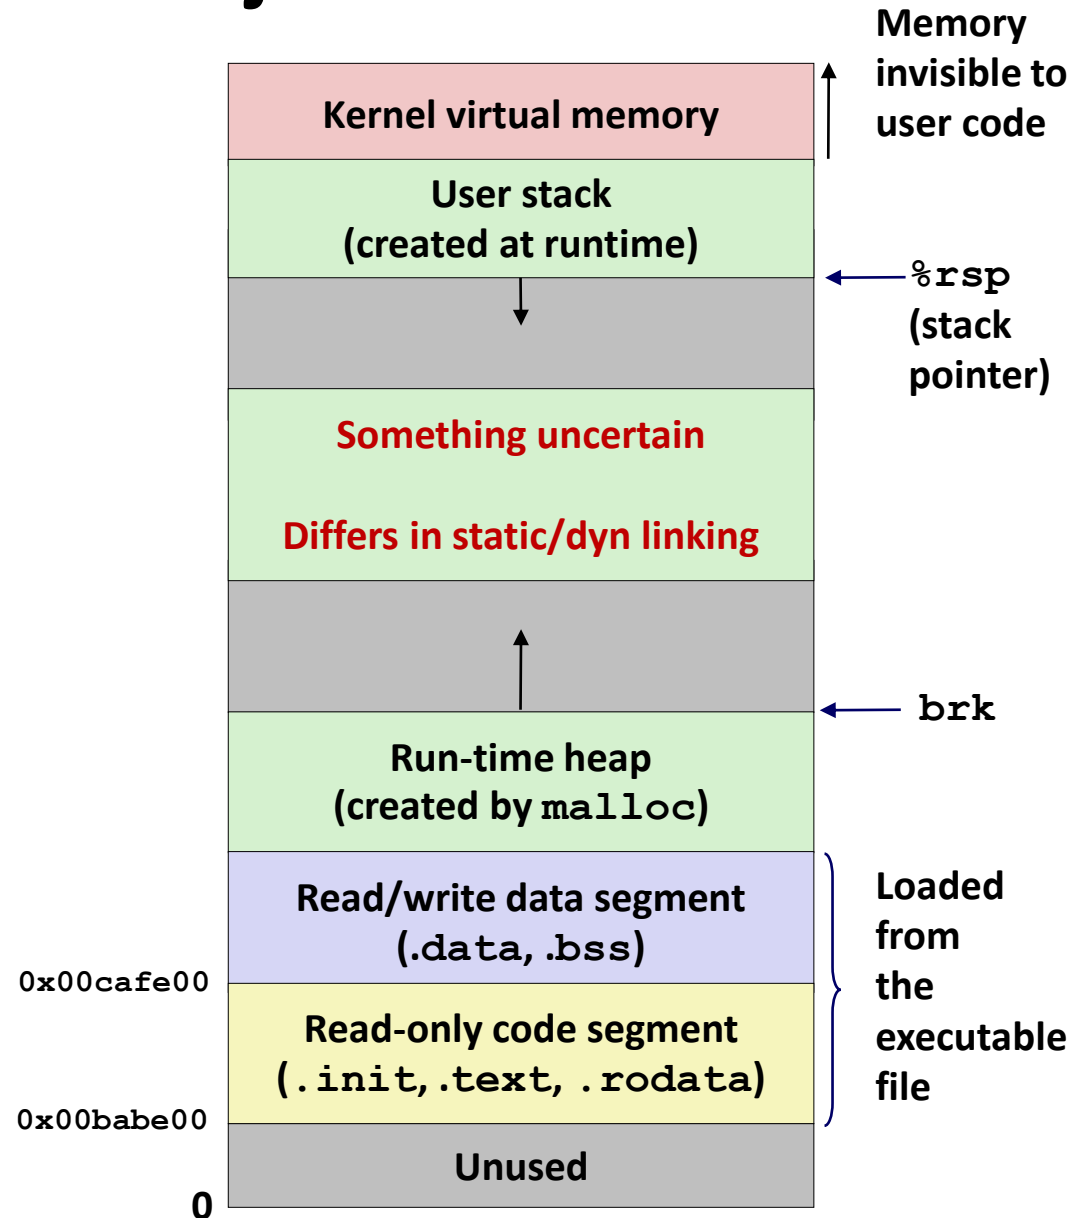 Memory
invisible to
user code
Kernel virtual memory
User stack
(created at runtime)
%rsp
(stack
pointer)
Something uncertain
Differs in static/dyn linking
brk
Run-time heap
(created by malloc)
Read/write data segment
(.data, .bss)
Loaded
from
the
executable
file
0x00cafe00
Read-only code segment
(.init, .text, .rodata)
0x00babe00
Unused
0